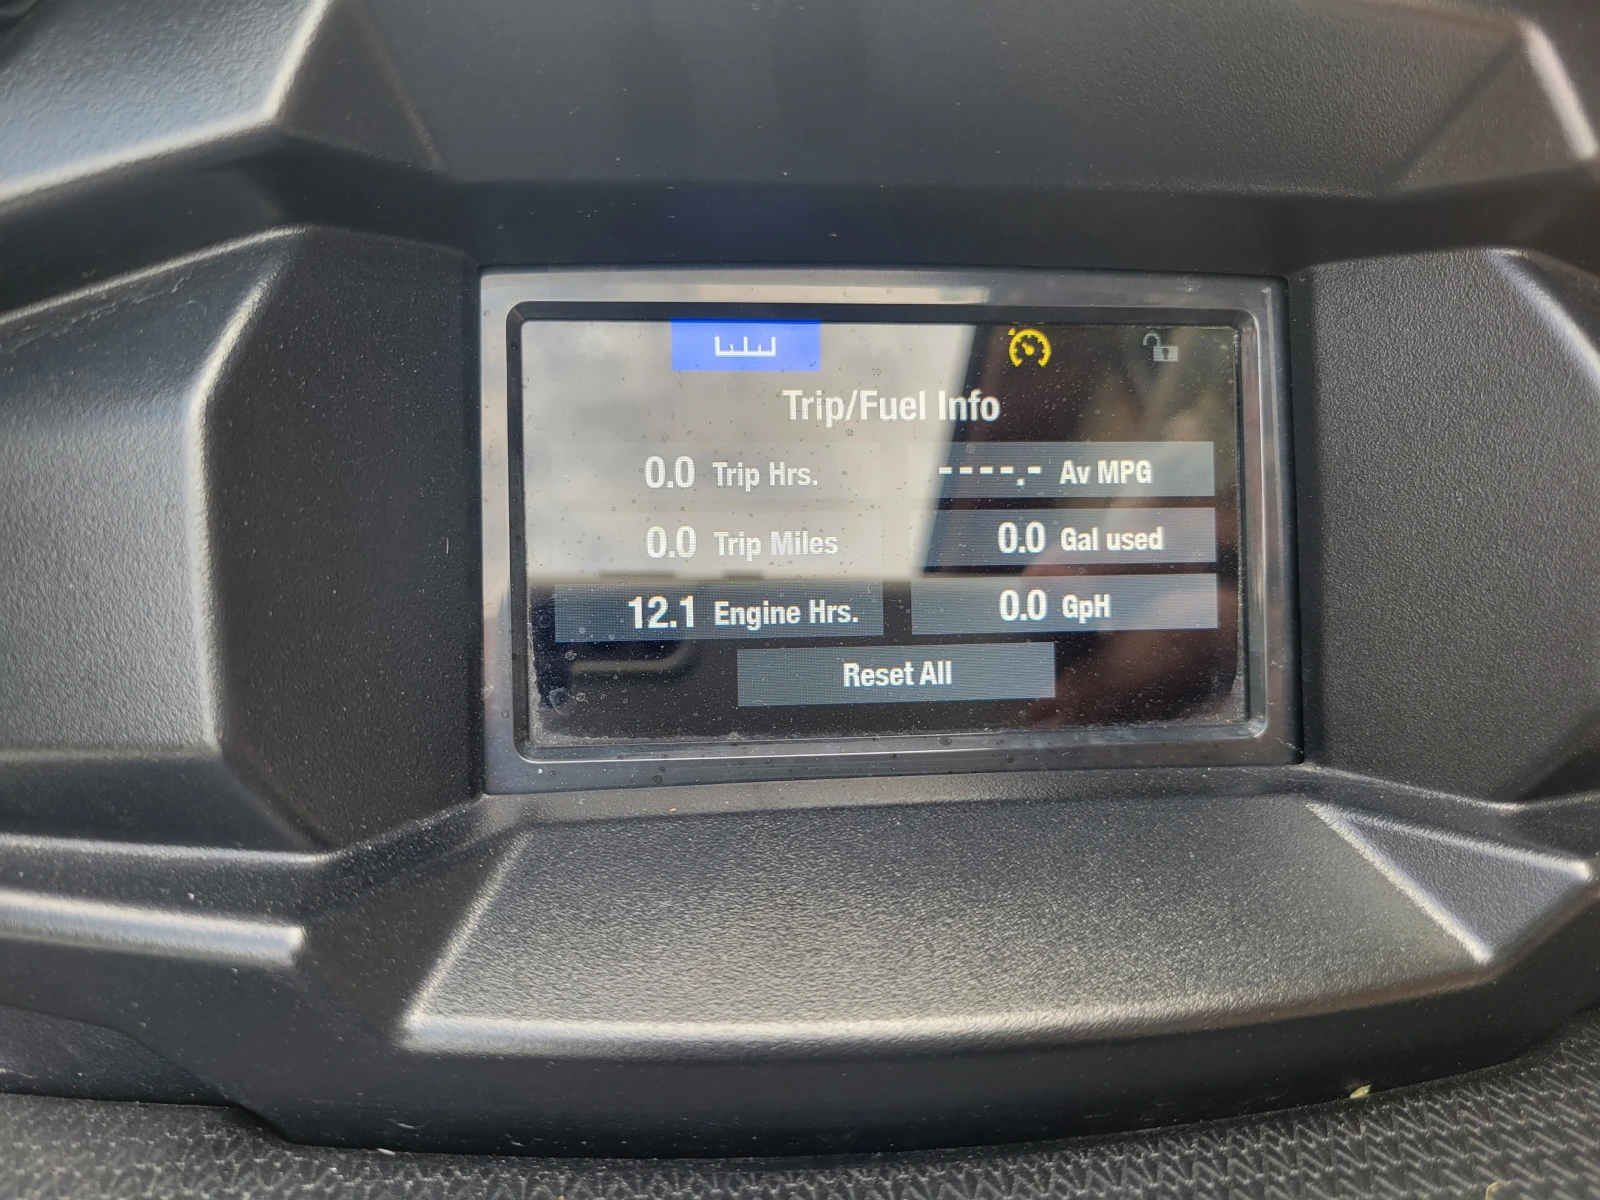 Trip/Fuel Info
0.0 Trip Hrs.
----.- Av MPG
0.0 Trip Miles
0.0 Gal used
12.1 Engine Hrs.
0.0 GpH
Reset All